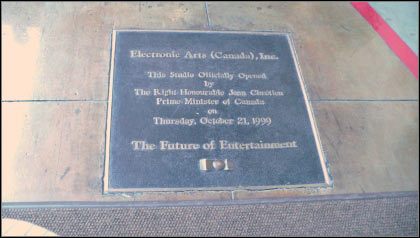 Electronic Arts (Canada), Inc.
This Studio Officially Opened
by
The Right Honourable Jean Chrétien
Prime Minister of Canada
on
Thursday, October 21, 1999
The Future of Entertainment